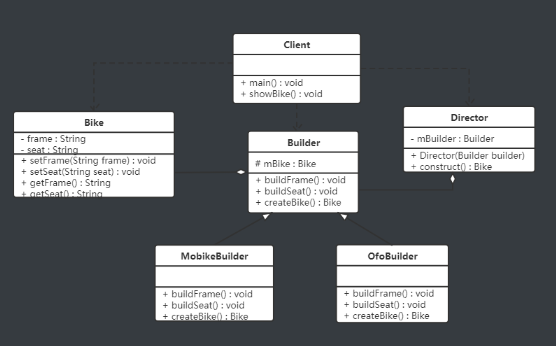 Client
+ main() : void
+ showBike() : void
Bike
- frame : String
- seat : String
+ setFrame(String frame) : void
+ setSeat(String seat) : void
+ getFrame() : String
+ getSeat() : String
Builder
# mBike : Bike
+ buildFrame() : void
+ buildSeat() : void
+ createBike() : Bike
Director
- mBuilder : Builder
+ Director(Builder builder)
+ construct() : Bike
MobikeBuilder
+ buildFrame() : void
+ buildSeat() : void
+ createBike() : Bike
OfoBuilder
+ buildFrame() : void
+ buildSeat() : void
+ createBike() : Bike